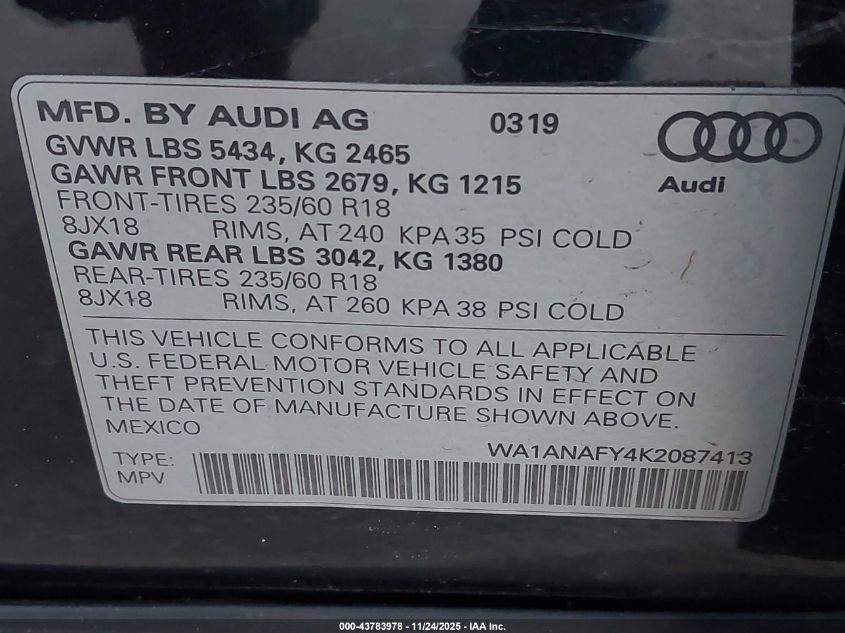 MFD. BY AUDI AG 0319
GVWR LBS 5434, KG 2465
GAWR FRONT LBS 2679, KG 1215
Audi
FRONT-TIRES 235/60 R18
8JX18 RIMS, AT 240 KPA 35 PSI COLD
GAWR REAR LBS 3042, KG 1380
REAR-TIRES 235/60 R18
8JX18 RIMS, AT 260 KPA 38 PSI COLD
THIS VEHICLE CONFORMS TO ALL APPLICABLE
U.S. FEDERAL MOTOR VEHICLE SAFETY AND
THEFT PREVENTION STANDARDS IN EFFECT ON
THE DATE OF MANUFACTURE SHOWN ABOVE.
MEXICO
WA1ANAFY4K2087413
TYPE:
MPV
000-43783978 - 11/24/2025 - IAA Inc.